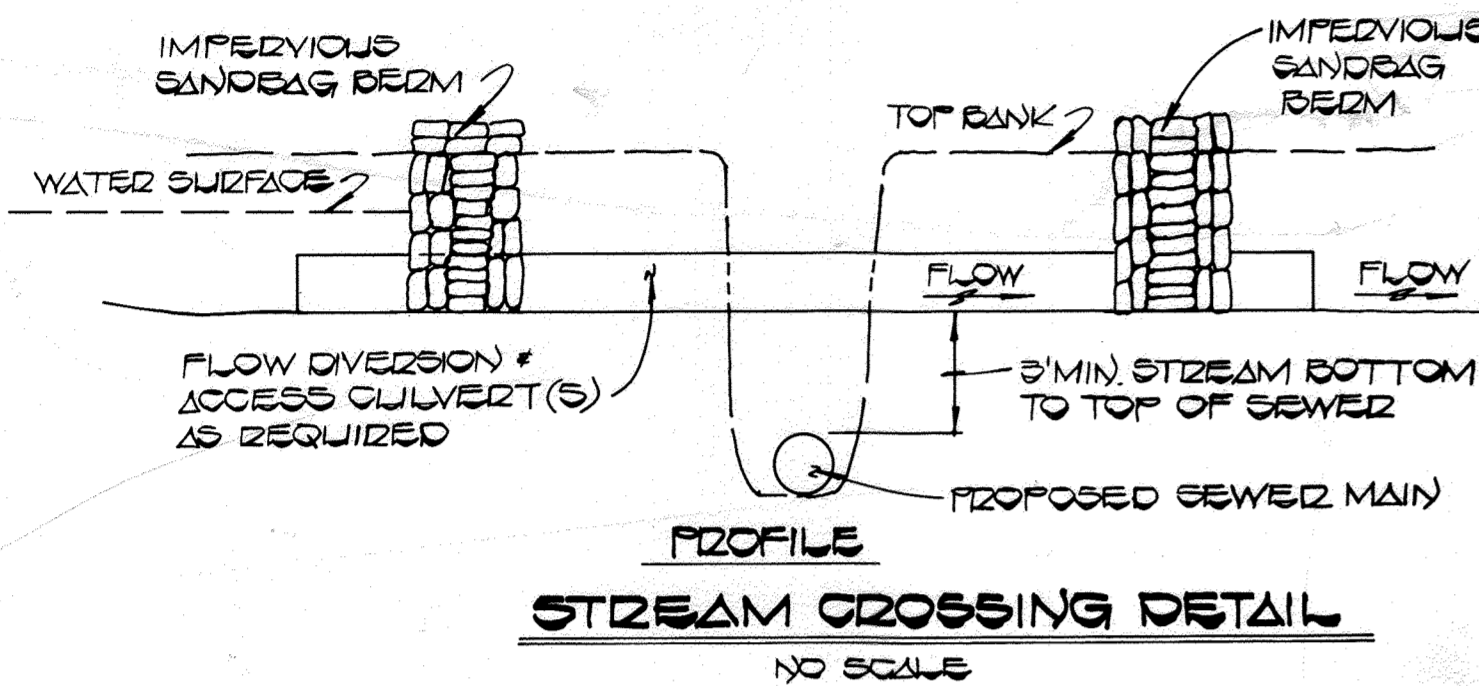 IMPERVIOUS
SANDBAG BERM
IMPERVIOUS
SANDBAG
BERM
TOP BANK
WATER SURFACE
FLOW
FLOW
FLOW DIVERSION &
ACCESS CULVERT(S)
AS REQUIRED
3' MIN. STREAM BOTTOM
TO TOP OF SEWER
PROPOSED SEWER MAIN
PROFILE
STREAM CROSSING DETAIL
NO SCALE